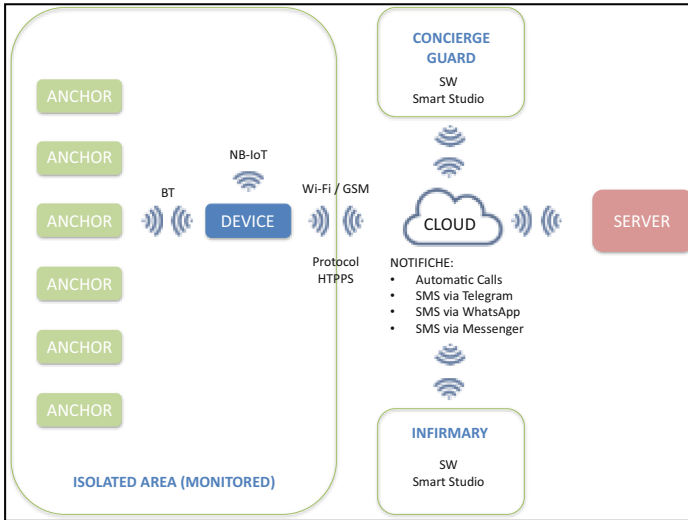 CONCIERGE
GUARD
SW
Smart Studio
ANCHOR
ANCHOR
ANCHOR
ANCHOR
ANCHOR
ANCHOR
BT
NB-IoT
DEVICE
Wi-Fi / GSM
Protocol
HTPPS
CLOUD
SERVER
NOTIFICHE:
• Automatic Calls
• SMS via Telegram
• SMS via WhatsApp
• SMS via Messenger
INFIRMARY
SW
Smart Studio
ISOLATED AREA (MONITORED)